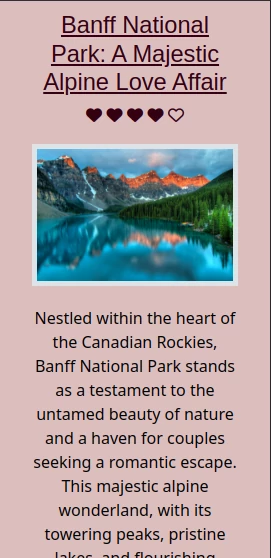 Banff National
Park: A Majestic
Alpine Love Affair
Nestled within the heart of
the Canadian Rockies,
Banff National Park stands
as a testament to the
untamed beauty of nature
and a haven for couples
seeking a romantic escape.
This majestic alpine
wonderland, with its
towering peaks, pristine
lakes, and flourishing